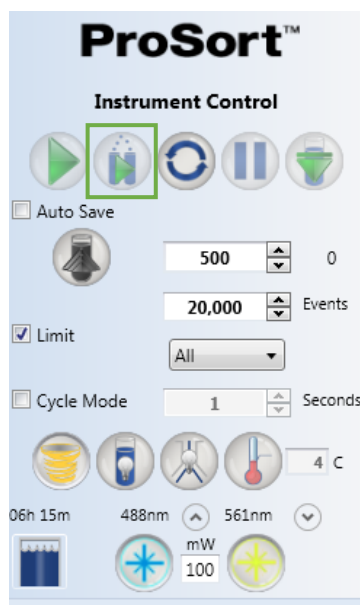 ProSort™
Instrument Control
Auto Save
500 0
20,000 Events
Limit
All
Cycle Mode 1 Seconds
4 C
06h 15m 488nm 561nm
mW
100